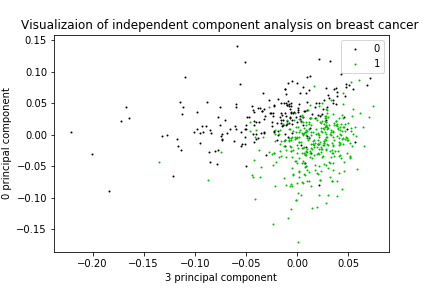 Visualizaion of independent component analysis on breast cancer
0.15
0.10
0.05
0.00
−0.05
−0.10
−0.15
0 principal component
0
1
−0.20 −0.15 −0.10 −0.05 0.00 0.05
3 principal component